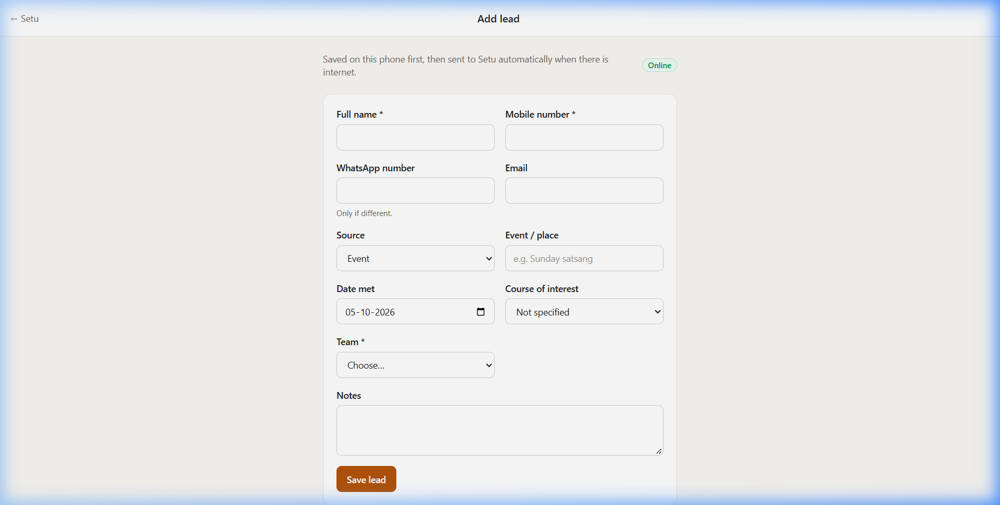 ← Setu
Add lead
Saved on this phone first, then sent to Setu automatically when there is
internet.
Online
Full name *
Mobile number *
WhatsApp number
Email
Only if different.
Source
Event / place
Event
e.g. Sunday satsang
Date met
Course of interest
05-10-2026
Not specified
Team *
Choose...
Notes
Save lead